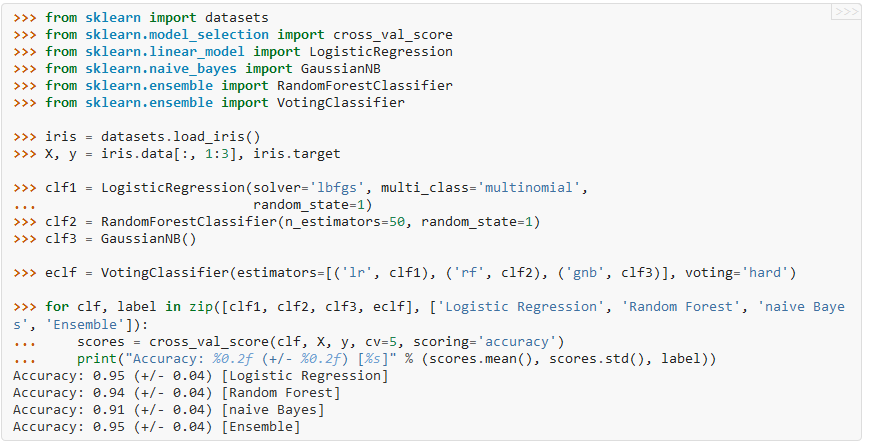 >>>
>>> from sklearn import datasets
>>> from sklearn.model_selection import cross_val_score
>>> from sklearn.linear_model import LogisticRegression
>>> from sklearn.naive_bayes import GaussianNB
>>> from sklearn.ensemble import RandomForestClassifier
>>> from sklearn.ensemble import VotingClassifier
>>> iris = datasets.load_iris()
>>> X, y = iris.data[:, 1:3], iris.target
>>> clf1 = LogisticRegression(solver='lbfgs', multi_class='multinomial',
...                           random_state=1)
>>> clf2 = RandomForestClassifier(n_estimators=50, random_state=1)
>>> clf3 = GaussianNB()
>>> eclf = VotingClassifier(estimators=[('lr', clf1), ('rf', clf2), ('gnb', clf3)], voting='hard')
>>> for clf, label in zip([clf1, clf2, clf3, eclf], ['Logistic Regression', 'Random Forest', 'naive Baye
s', 'Ensemble']):
...     scores = cross_val_score(clf, X, y, cv=5, scoring='accuracy')
...     print("Accuracy: %0.2f (+/- %0.2f) [%s]" % (scores.mean(), scores.std(), label))
Accuracy: 0.95 (+/- 0.04) [Logistic Regression]
Accuracy: 0.94 (+/- 0.04) [Random Forest]
Accuracy: 0.91 (+/- 0.04) [naive Bayes]
Accuracy: 0.95 (+/- 0.04) [Ensemble]